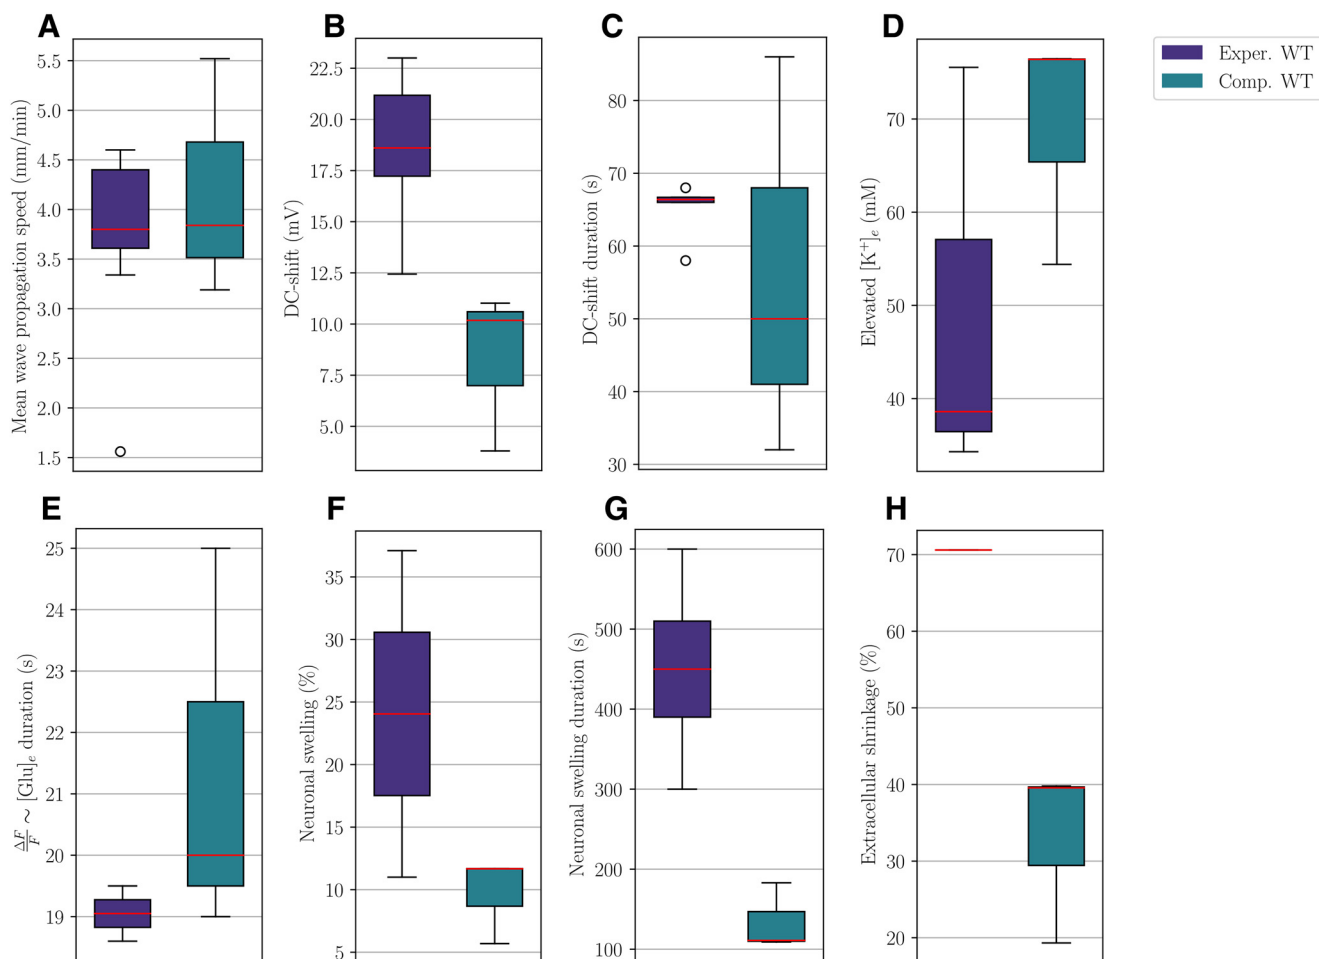 A
B
C
D
Exper. WT
Comp. WT
Mean wave propagation speed (mm/min)
5.5
5.0
4.5
4.0
3.5
3.0
2.5
2.0
1.5
DC-shift (mV)
22.5
20.0
17.5
15.0
12.5
10.0
7.5
5.0
DC-shift duration (s)
80
70
60
50
40
30
Elevated [K⁺]ₑ (mM)
70
60
50
40
E
F
G
H
ΔF/F ∼ [Glu]ₑ duration (s)
25
24
23
22
21
20
19
Neuronal swelling (%)
35
30
25
20
15
10
5
Neuronal swelling duration (s)
600
500
400
300
200
100
Extracellular shrinkage (%)
70
60
50
40
30
20